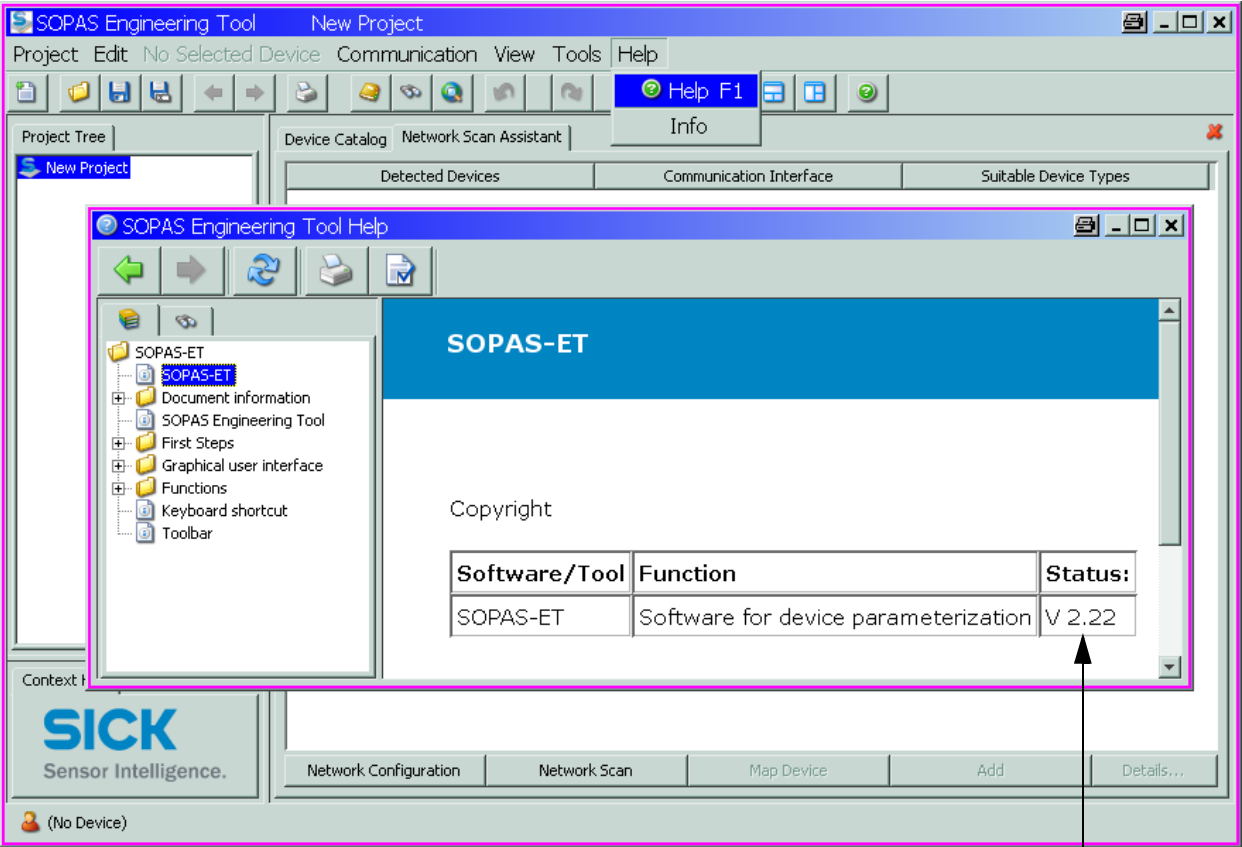 SOPAS Engineering Tool New Project
Project Edit No Selected Device Communication View Tools Help
Help F1
Info
Project Tree
New Project
Device Catalog Network Scan Assistant
Detected Devices Communication Interface Suitable Device Types
SOPAS Engineering Tool Help
SOPAS-ET
SOPAS-ET
Document information
SOPAS Engineering Tool
First Steps
Graphical user interface
Functions
Keyboard shortcut
Toolbar
SOPAS-ET
Copyright
Software/Tool Function Status:
SOPAS-ET Software for device parameterization V 2.22
Context
SICK
Sensor Intelligence.
Network Configuration Network Scan Map Device Add Details...
(No Device)